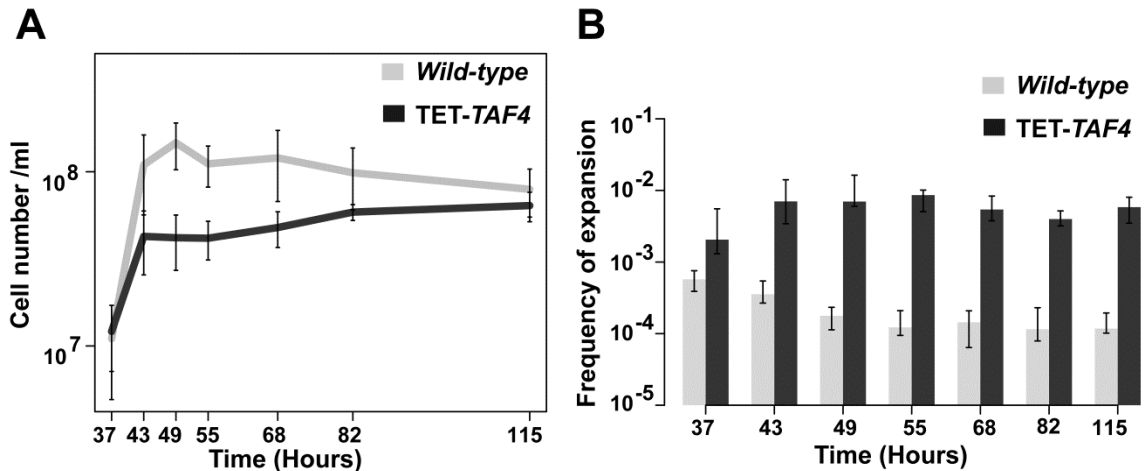 A
Wild-type
TET-TAF4
Cell number /ml
10^8
10^7
37 43 49 55 68 82 115
Time (Hours)
B
Wild-type
TET-TAF4
Frequency of expansion
10^-1
10^-2
10^-3
10^-4
10^-5
37 43 49 55 68 82 115
Time (Hours)